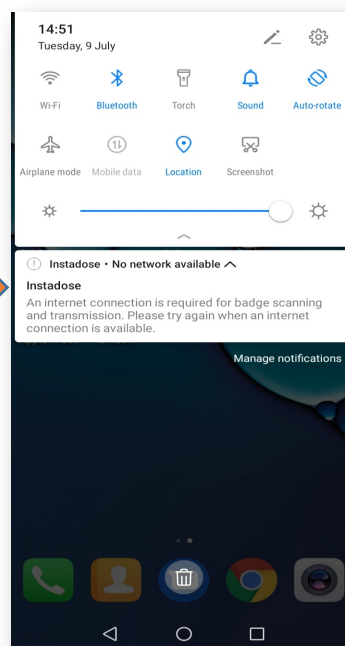 14:51
Tuesday, 9 July
Wi-Fi
Bluetooth
Torch
Sound
Auto-rotate
Airplane mode
Mobile data
Location
Screenshot
Instadose • No network available
Instadose
An internet connection is required for badge scanning
and transmission. Please try again when an internet
connection is available.
Manage notifications